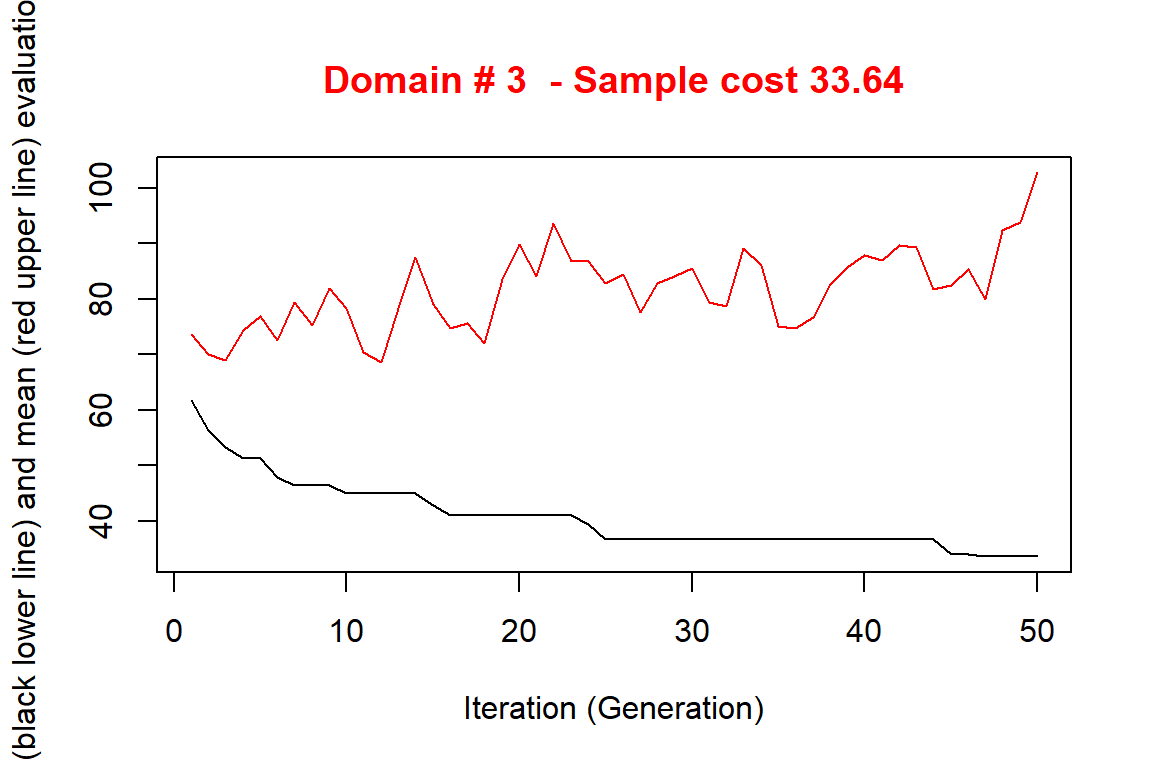 Domain # 3  - Sample cost 33.64
(black lower line) and mean (red upper line) evaluatio
100
80
60
40
0 10 20 30 40 50
Iteration (Generation)